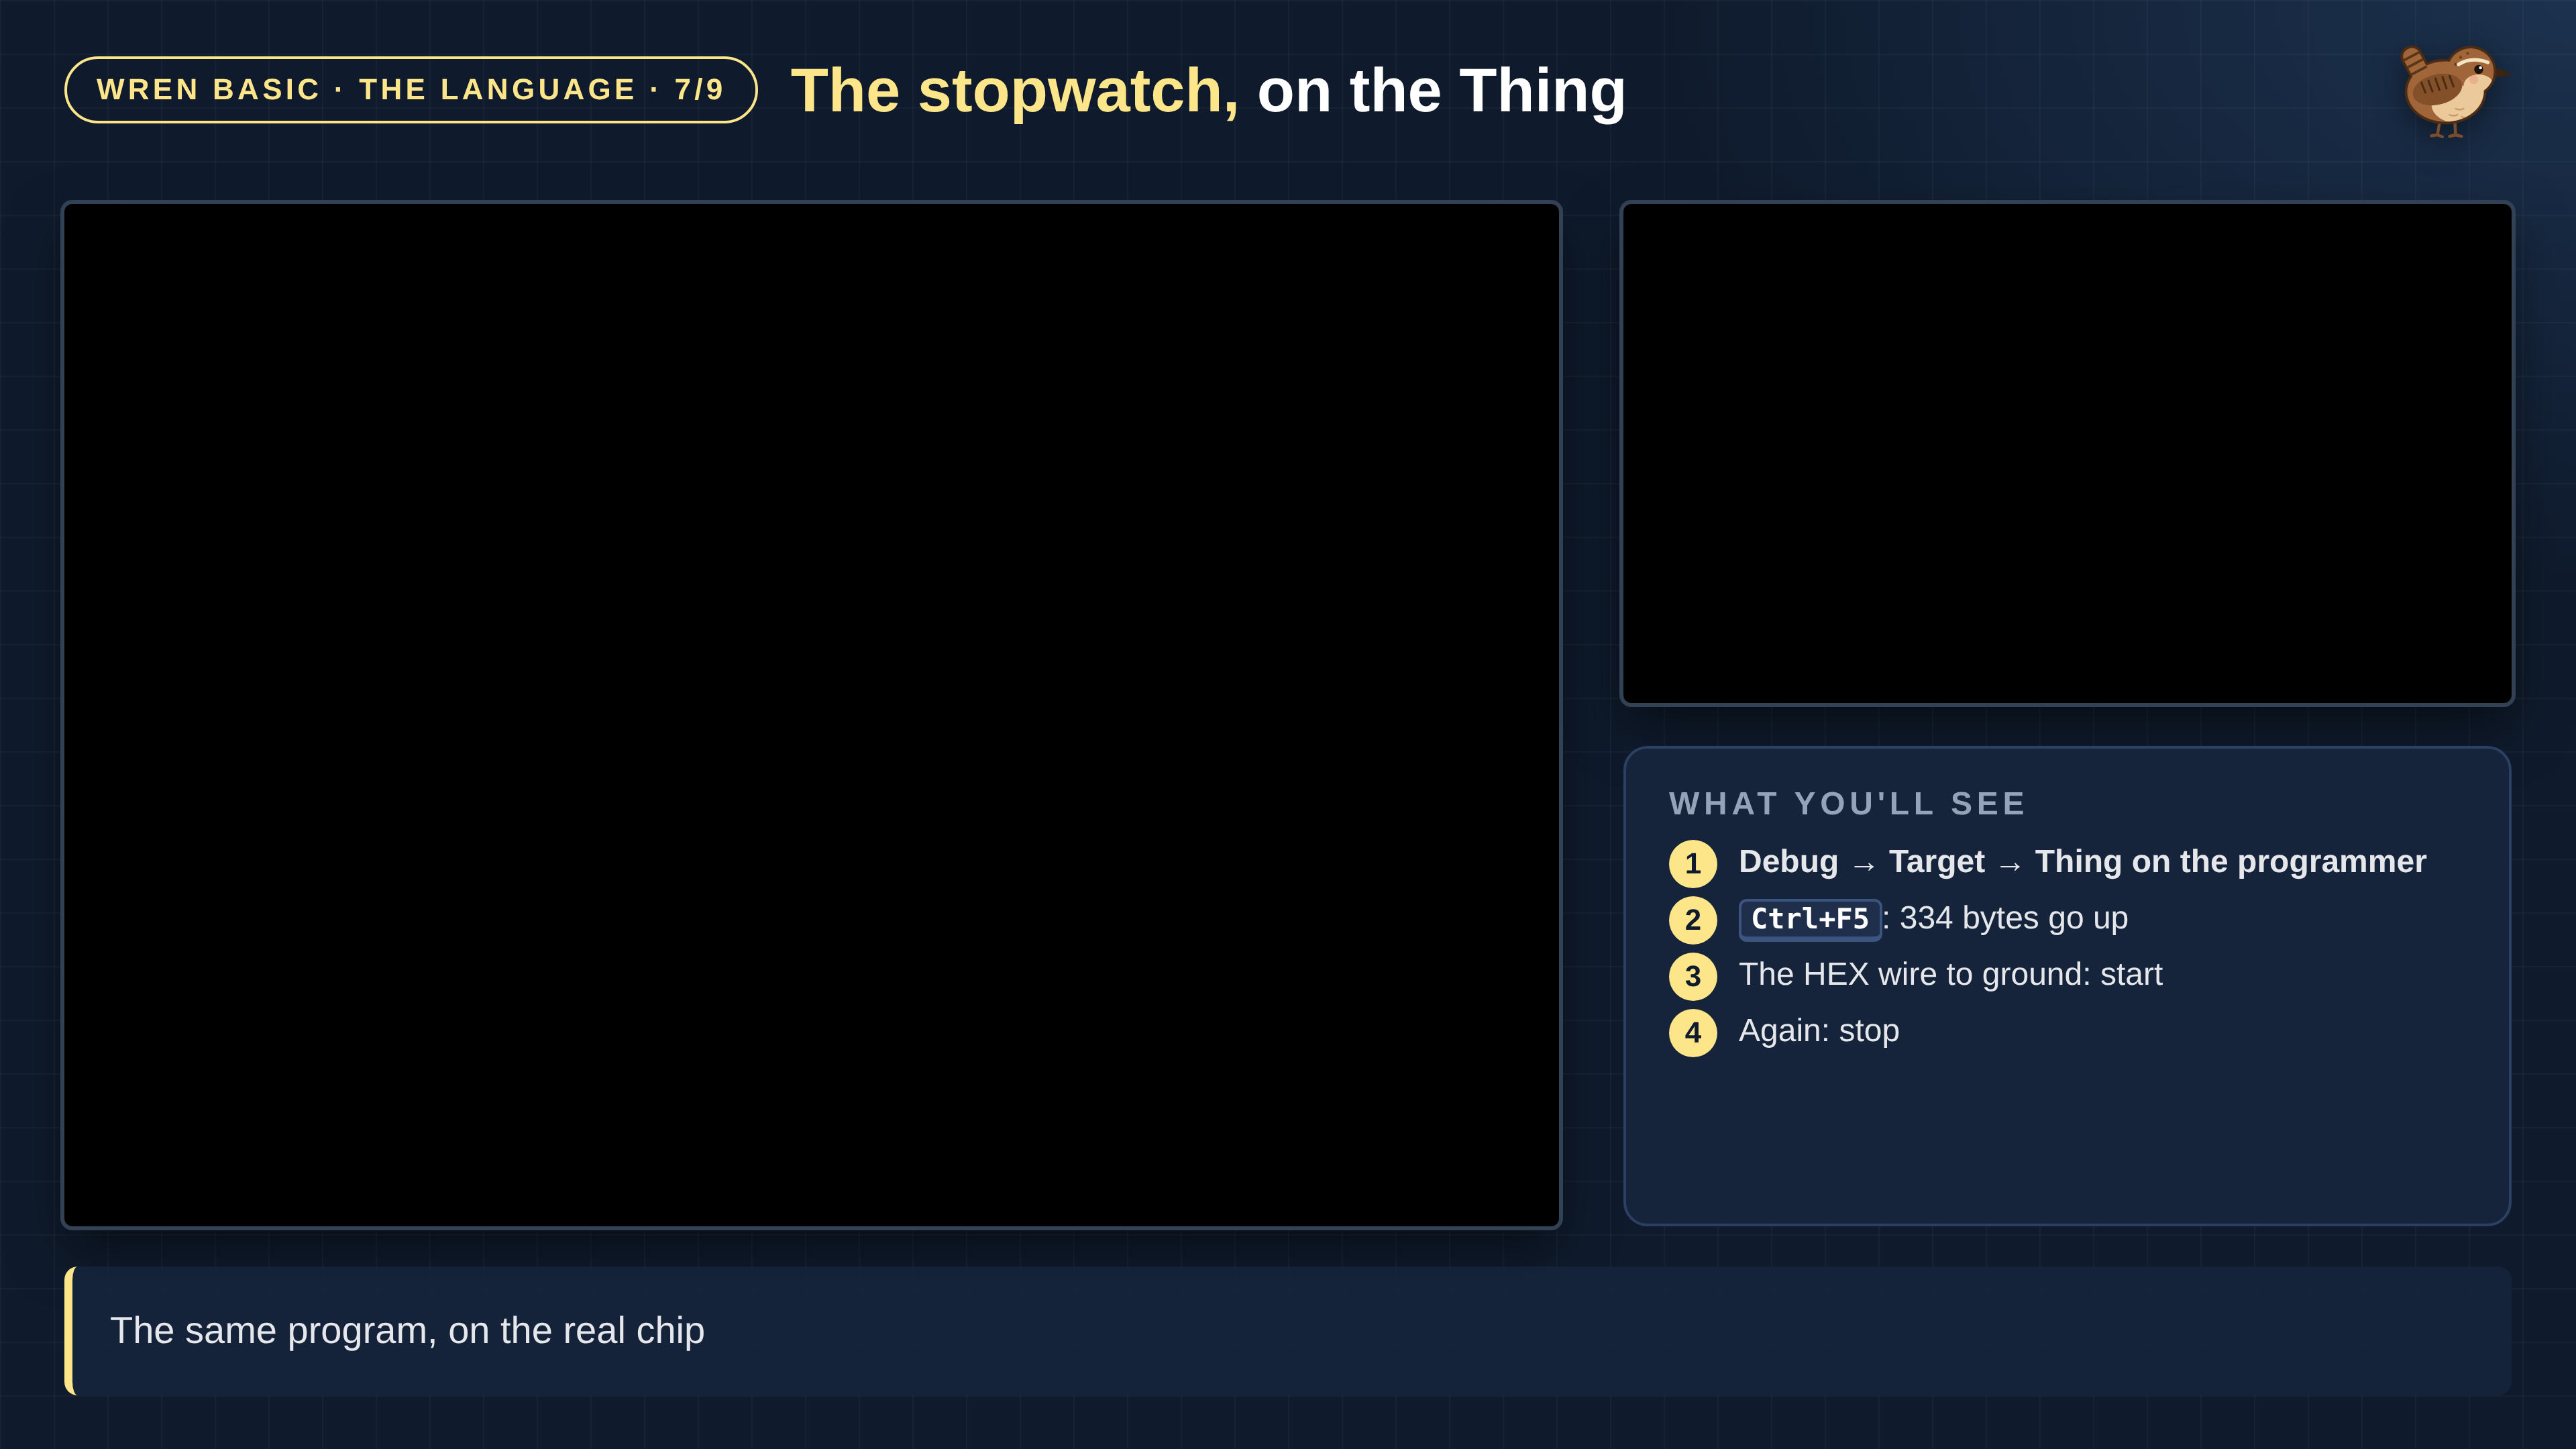 WREN BASIC · THE LANGUAGE · 7/9
The stopwatch, on the Thing
WHAT YOU'LL SEE
1 Debug → Target → Thing on the programmer
2 Ctrl+F5: 334 bytes go up
3 The HEX wire to ground: start
4 Again: stop
The same program, on the real chip